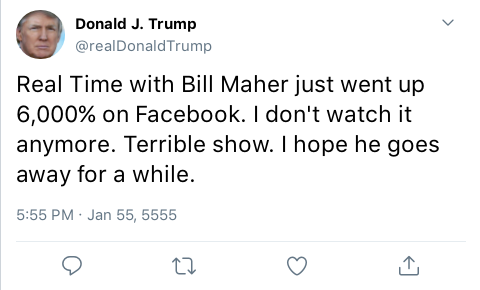 Donald J. Trump
@realDonaldTrump
Real Time with Bill Maher just went up
6,000% on Facebook. I don't watch it
anymore. Terrible show. I hope he goes
away for a while.
5:55 PM · Jan 55, 5555